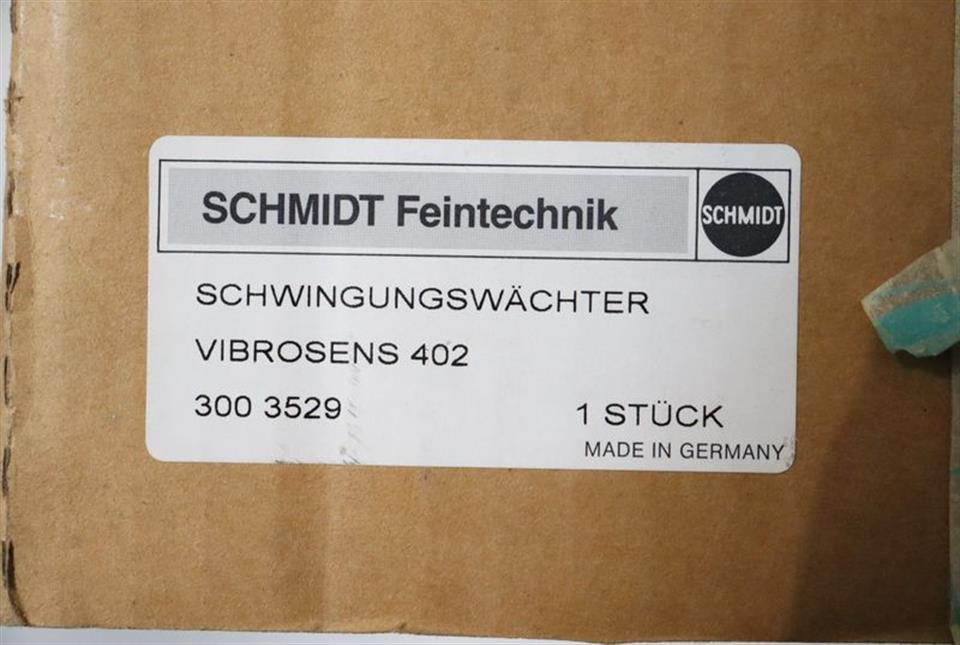 SCHMIDT Feintechnik
SCHMIDT
SCHWINGUNGSWÄCHTER
VIBROSENS 402
300 3529
1 STÜCK
MADE IN GERMANY